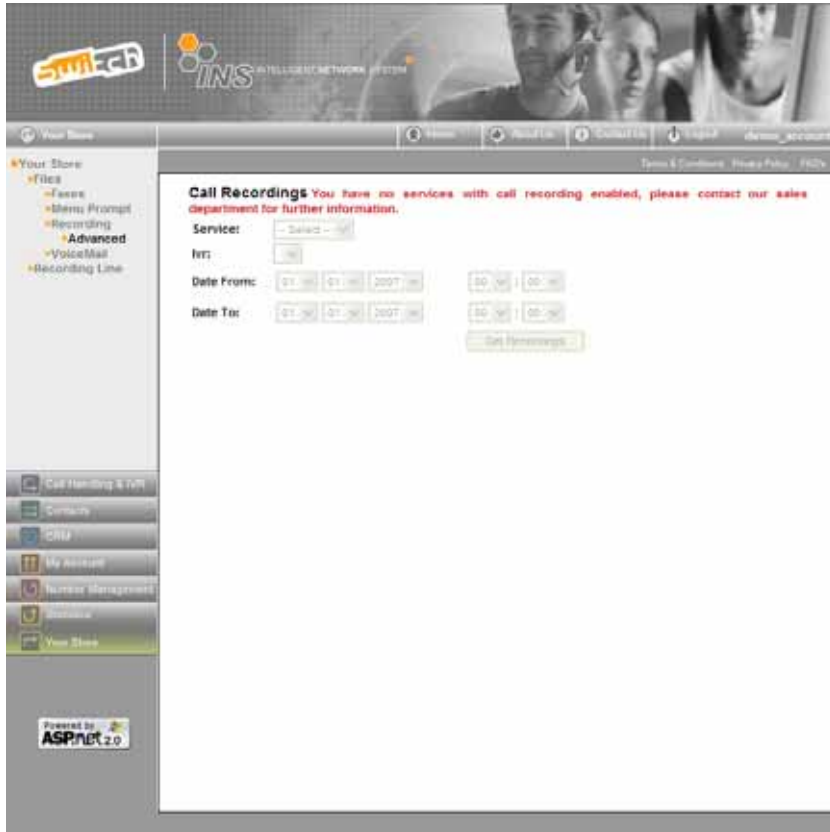 switch
INS INTELLIGENT NETWORK SYSTEM
Your Store
Home
About Us
Contact Us
Logout
demo_account
Terms & Conditions Privacy Policy FAQ's
Your Store
Files
Faxes
Menu Prompt
Recording
Advanced
VoiceMail
Recording Line
Call Recordings You have no services with call recording enabled, please contact our sales
department for further information.
Service: -- Select --
Ivr:
Date From: 01 01 2007 00 : 00
Date To: 01 01 2007 00 : 00
Get Recordings
Call Handling & IVR
Contacts
CRM
My Account
Number Management
Statistics
Your Store
Powered by
ASP.net 2.0